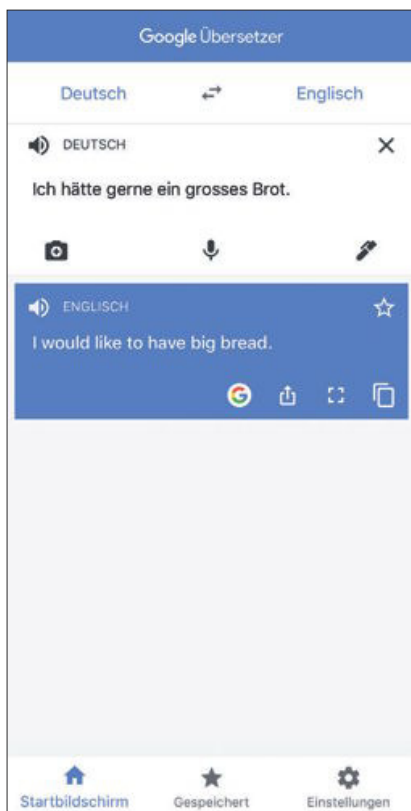 Google Übersetzer
Deutsch Englisch
DEUTSCH
Ich hätte gerne ein grosses Brot.
ENGLISCH
I would like to have big bread.
G
Startbildschirm Gespeichert Einstellungen